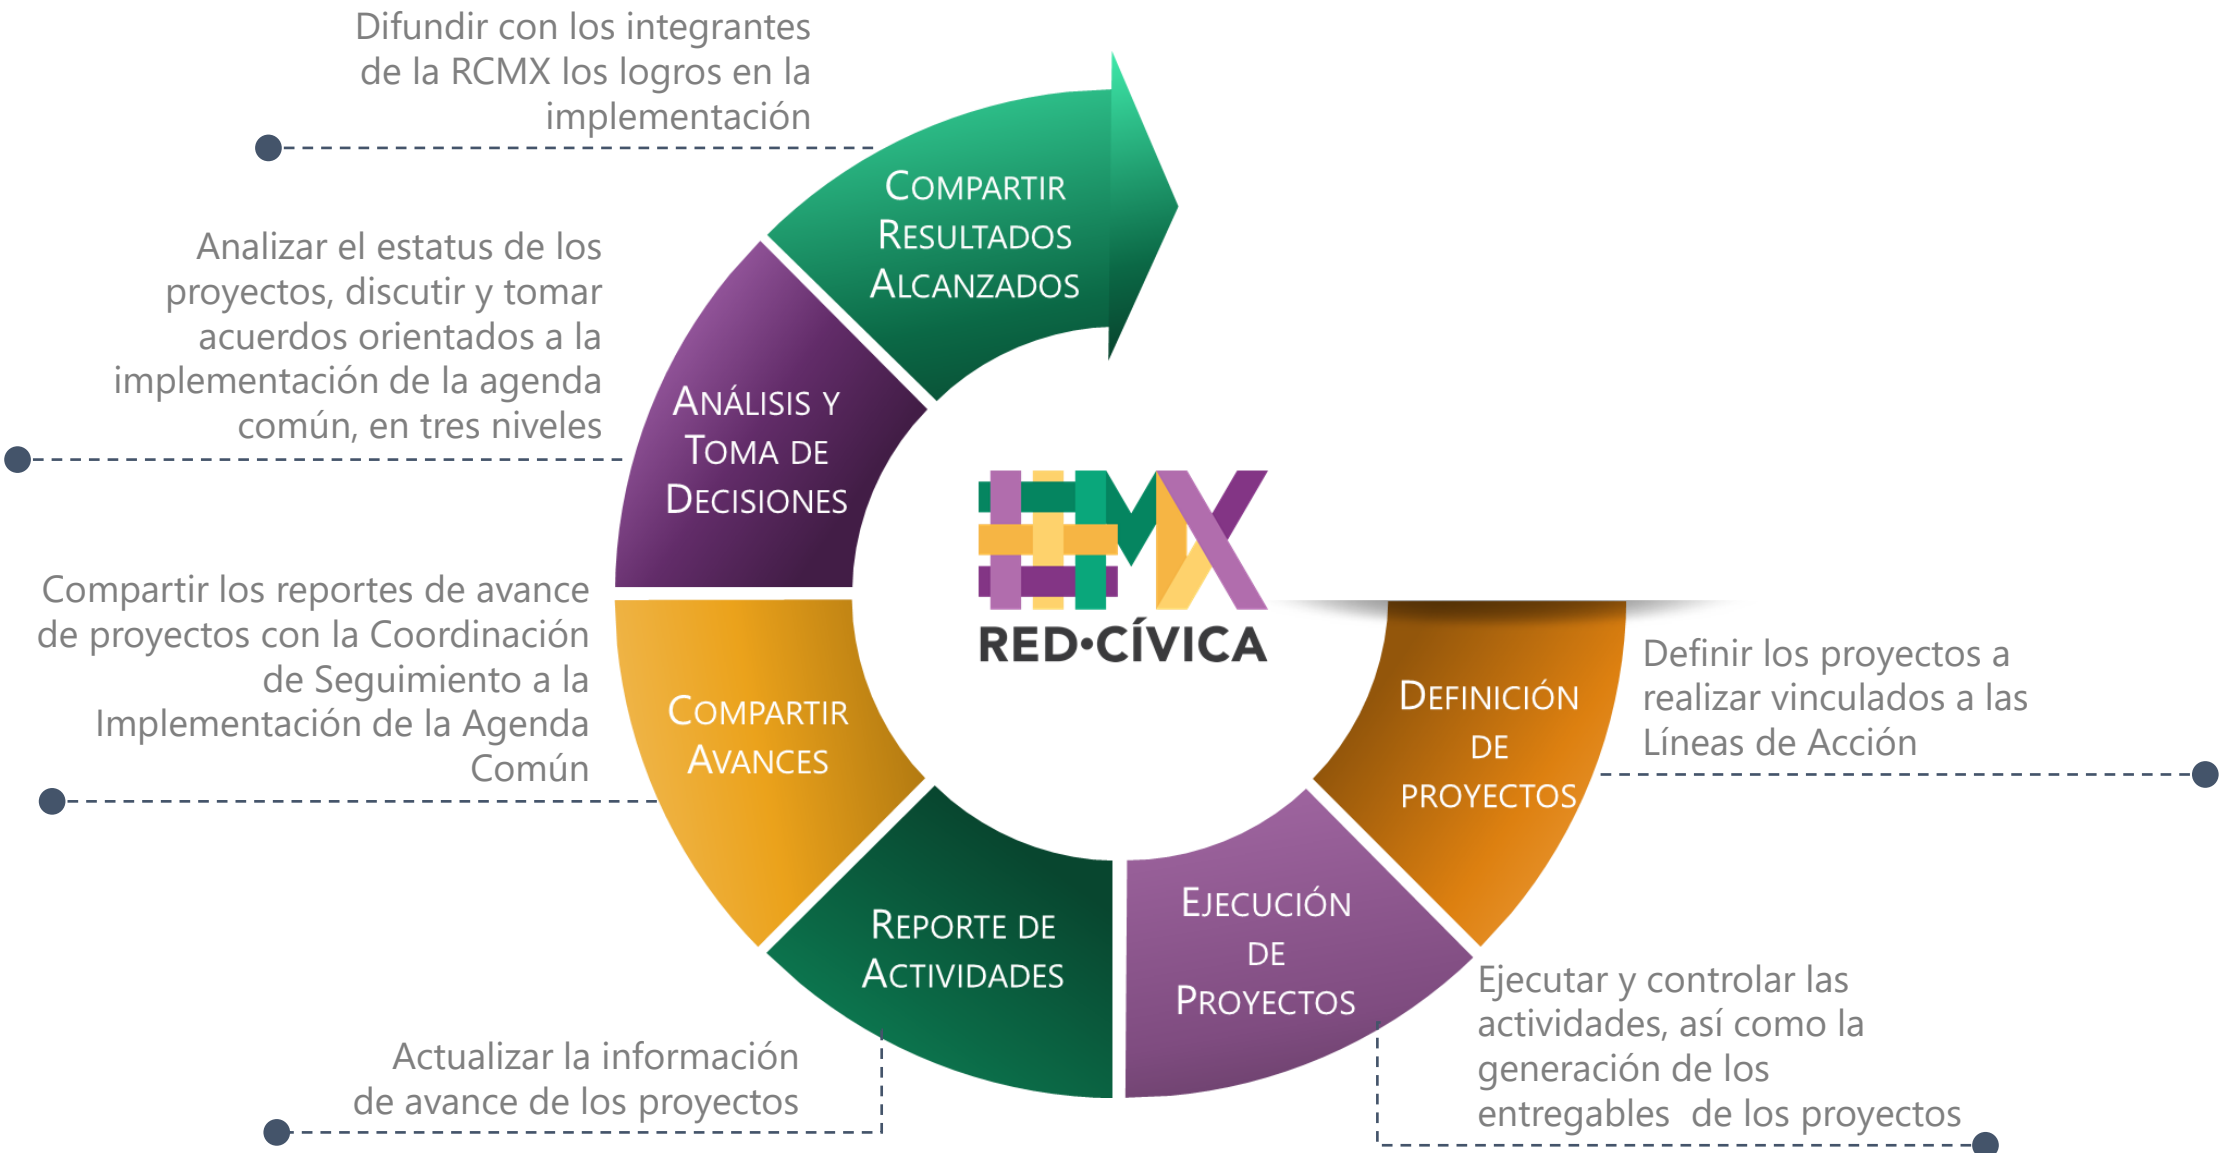 Difundir con los integrantes
de la RCMX los logros en la
implementación
COMPARTIR
RESULTADOS
ALCANZADOS
Analizar el estatus de los
proyectos, discutir y tomar
acuerdos orientados a la
implementación de la agenda
común, en tres niveles
ANÁLISIS Y
TOMA DE
DECISIONES
Compartir los reportes de avance
de proyectos con la Coordinación
de Seguimiento a la
Implementación de la Agenda
Común
COMPARTIR
AVANCES
MX
RED•CÍVICA
DEFINICIÓN
DE
PROYECTOS
Definir los proyectos a
realizar vinculados a las
Líneas de Acción
EJECUCIÓN
DE
PROYECTOS
Ejecutar y controlar las
actividades, así como la
generación de los
entregables de los proyectos
REPORTE DE
ACTIVIDADES
Actualizar la información
de avance de los proyectos